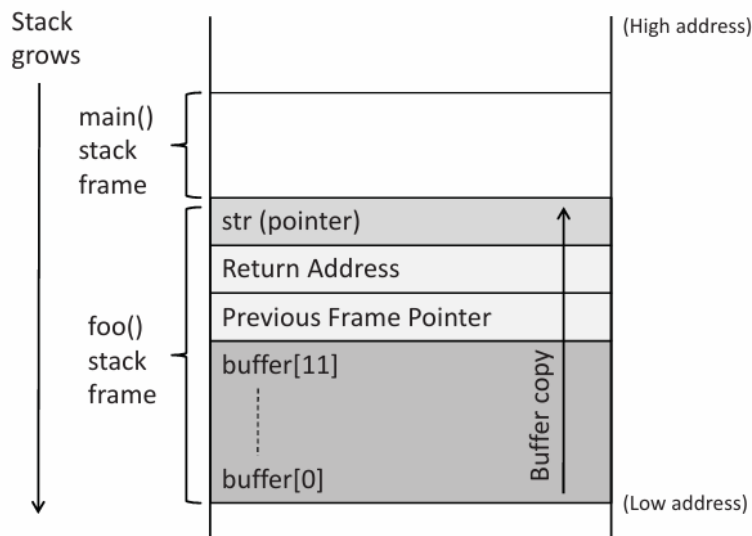 Stack
grows
(High address)
main()
stack
frame
str (pointer)
Return Address
Previous Frame Pointer
foo()
stack
frame
buffer[11]
Buffer copy
buffer[0]
(Low address)